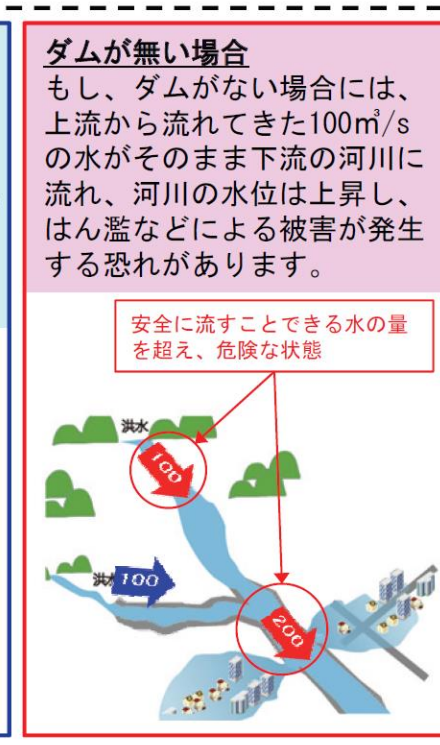 ダムが無い場合
もし、ダムがない場合には、
上流から流れてきた100㎥/s
の水がそのまま下流の河川に
流れ、河川の水位は上昇し、
はん濫などによる被害が発生
する恐れがあります。
安全に流すことできる水の量
を超え、危険な状態
洪水
100
洪水
100
200